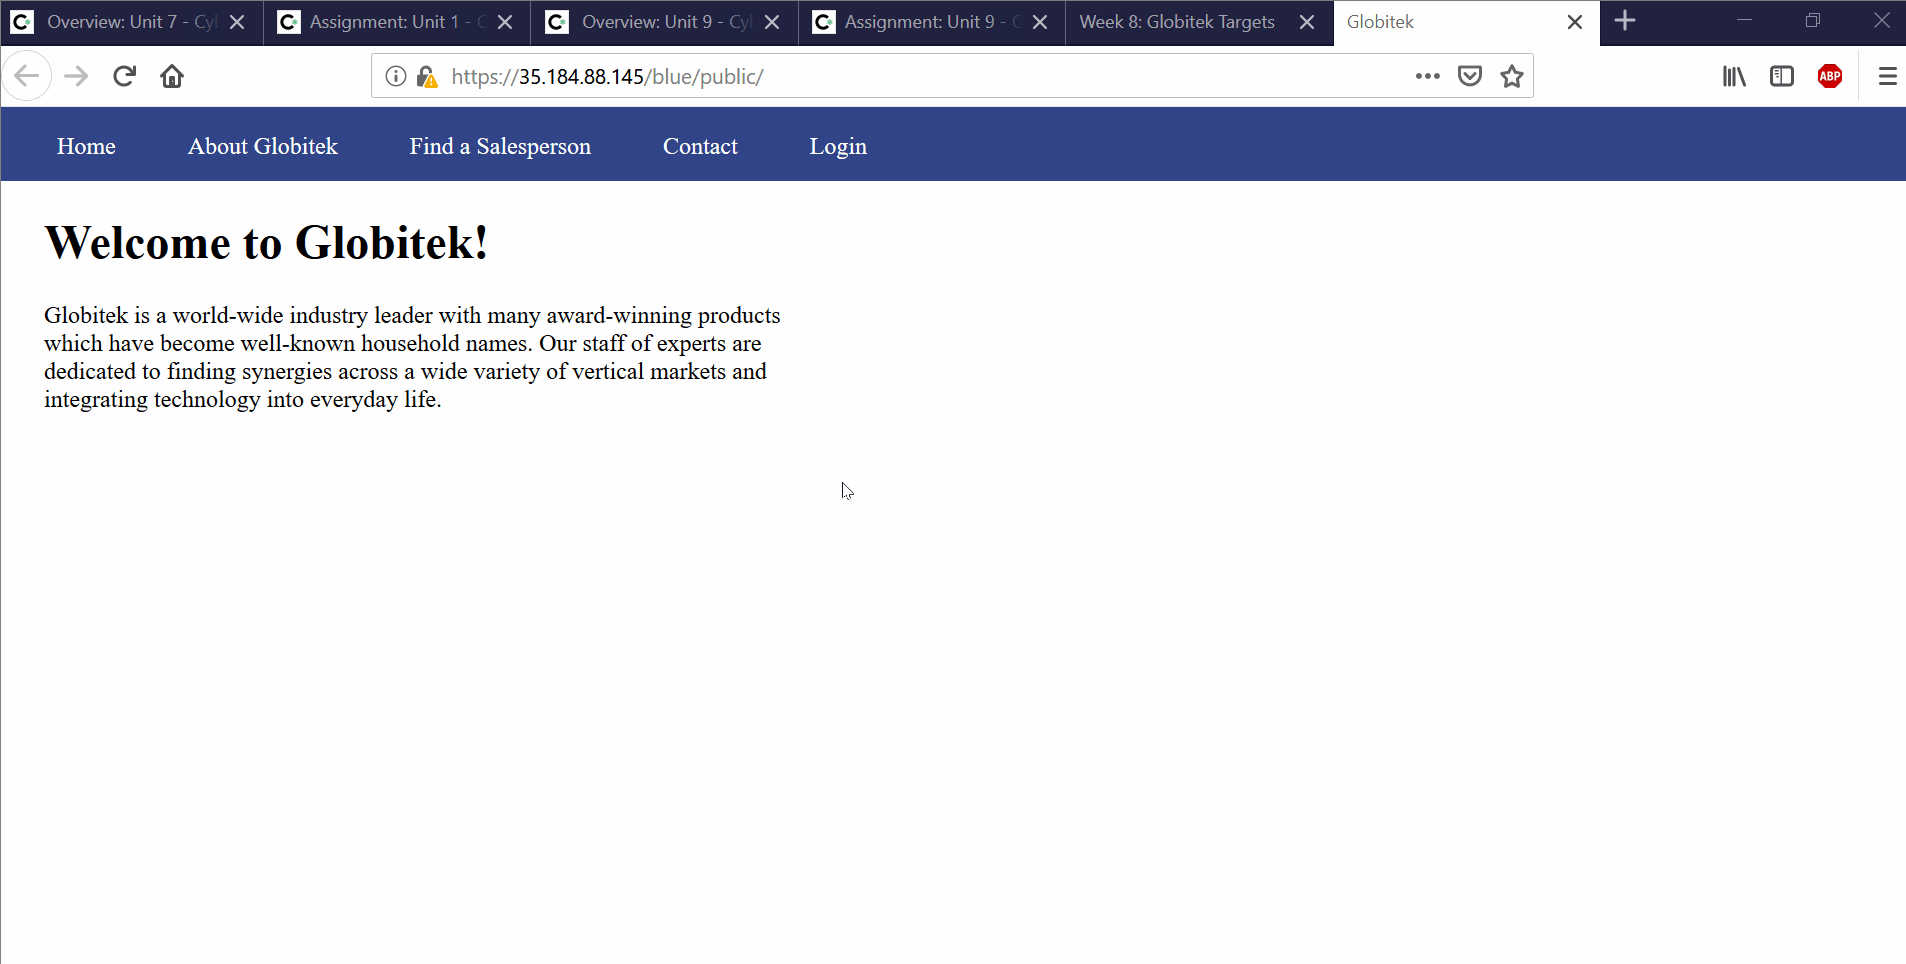 Overview: Unit 7 - Cyl
Assignment: Unit 1 - C
Overview: Unit 9 - Cyl
Assignment: Unit 9 - C
Week 8: Globitek Targets
Globitek
https://35.184.88.145/blue/public/
ABP
Home About Globitek Find a Salesperson Contact Login
Welcome to Globitek!
Globitek is a world-wide industry leader with many award-winning products
which have become well-known household names. Our staff of experts are
dedicated to finding synergies across a wide variety of vertical markets and
integrating technology into everyday life.